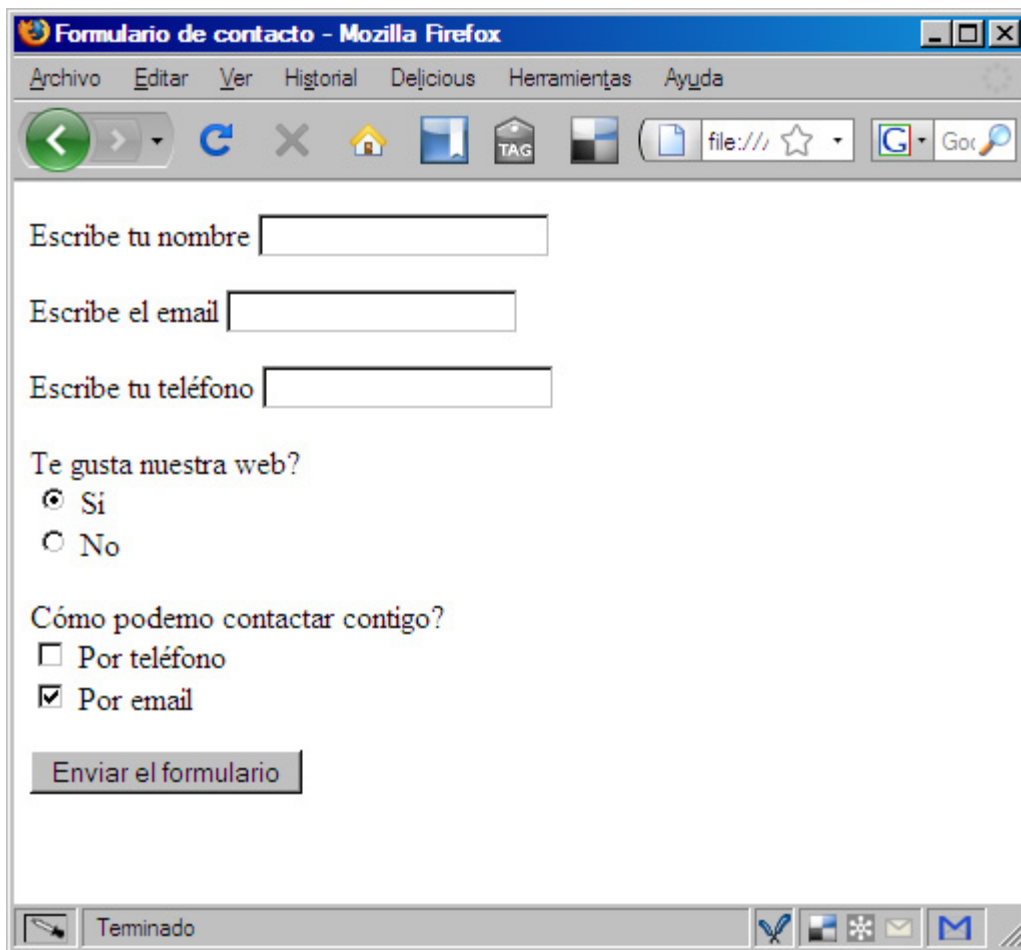 Formulario de contacto - Mozilla Firefox
Archivo Editar Ver Historial Delicious Herramientas Ayuda
TAG file:/// G Goo
Escribe tu nombre
Escribe el email
Escribe tu teléfono
Te gusta nuestra web?
Sí
No
Cómo podemo contactar contigo?
Por teléfono
Por email
Enviar el formulario
Terminado M